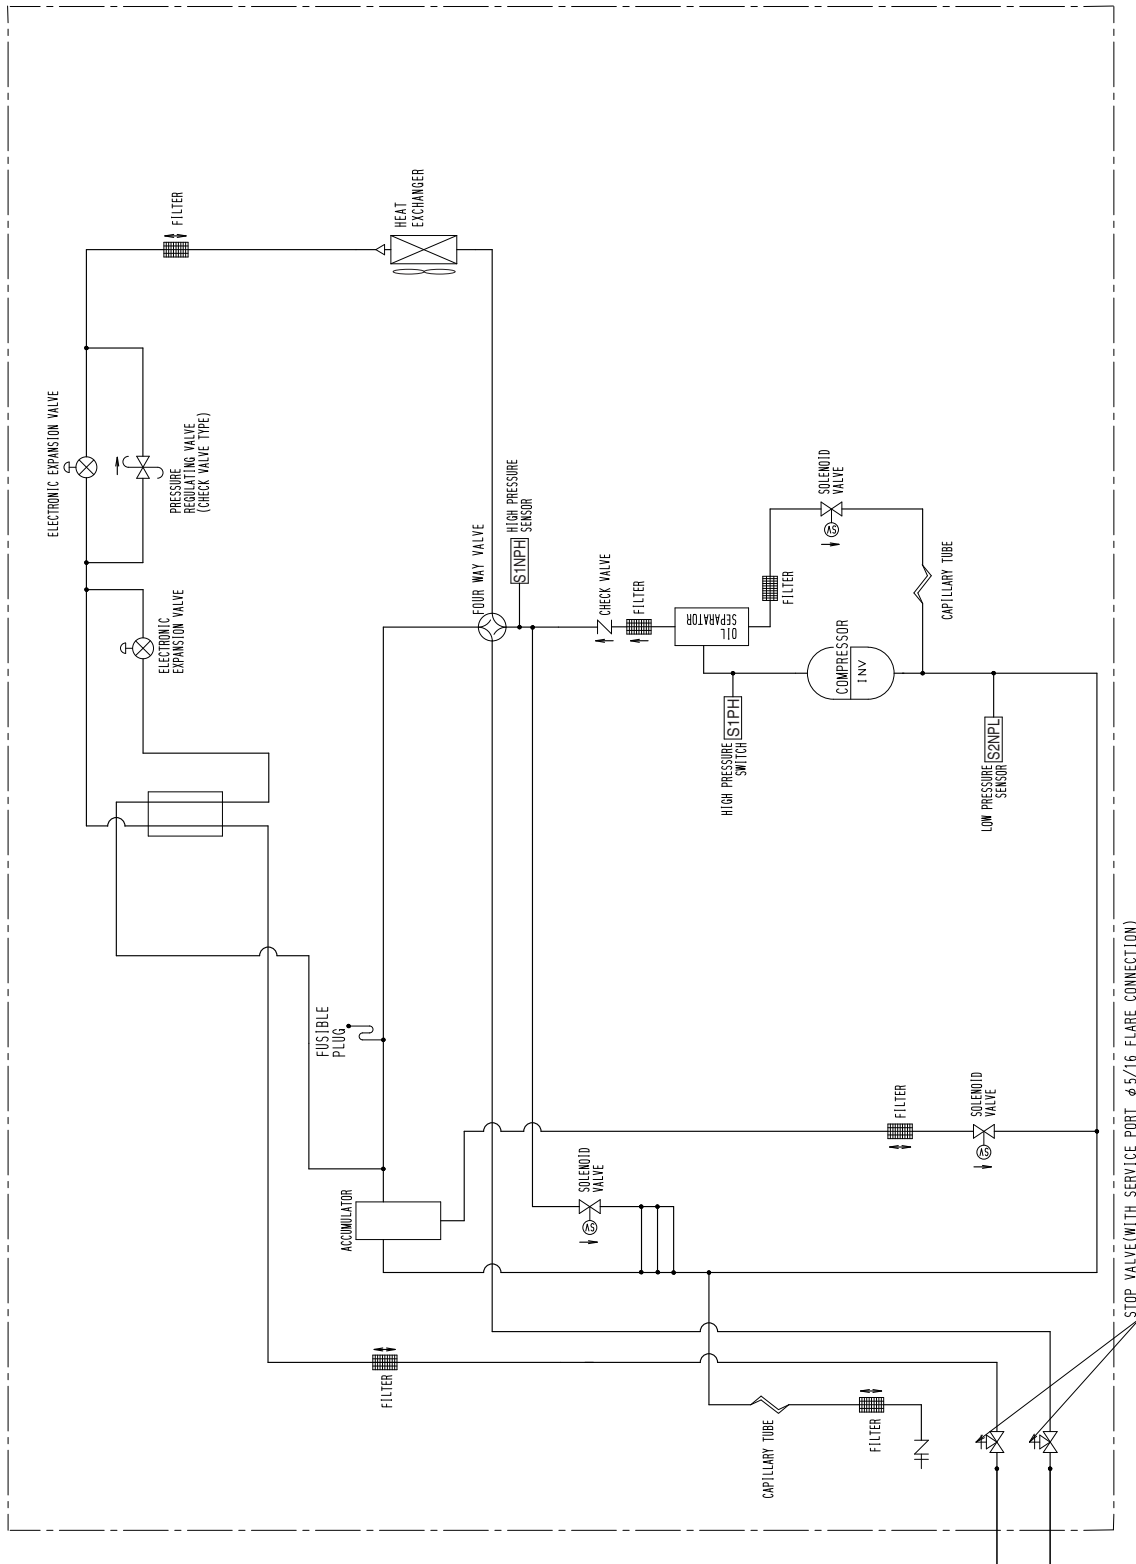 FILTER
HEAT
EXCHANGER
ELECTRONIC EXPANSION VALVE
PRESSURE
REGULATING VALVE
(CHECK VALVE TYPE)
ELECTRONIC
EXPANSION VALVE
FOUR WAY VALVE
HIGH PRESSURE
SENSOR
S1NPH
CHECK VALVE
FILTER
OIL
SEPARATOR
FILTER
SOLENOID
VALVE
SV
CAPILLARY TUBE
COMPRESSOR
INV
HIGH PRESSURE
SWITCH
S1PH
LOW PRESSURE
SENSOR
S2NPL
FUSIBLE
PLUG
ACCUMULATOR
SOLENOID
VALVE
SV
FILTER
SOLENOID
VALVE
SV
FILTER
CAPILLARY TUBE
FILTER
STOP VALVE(WITH SERVICE PORT φ5/16 FLARE CONNECTION)